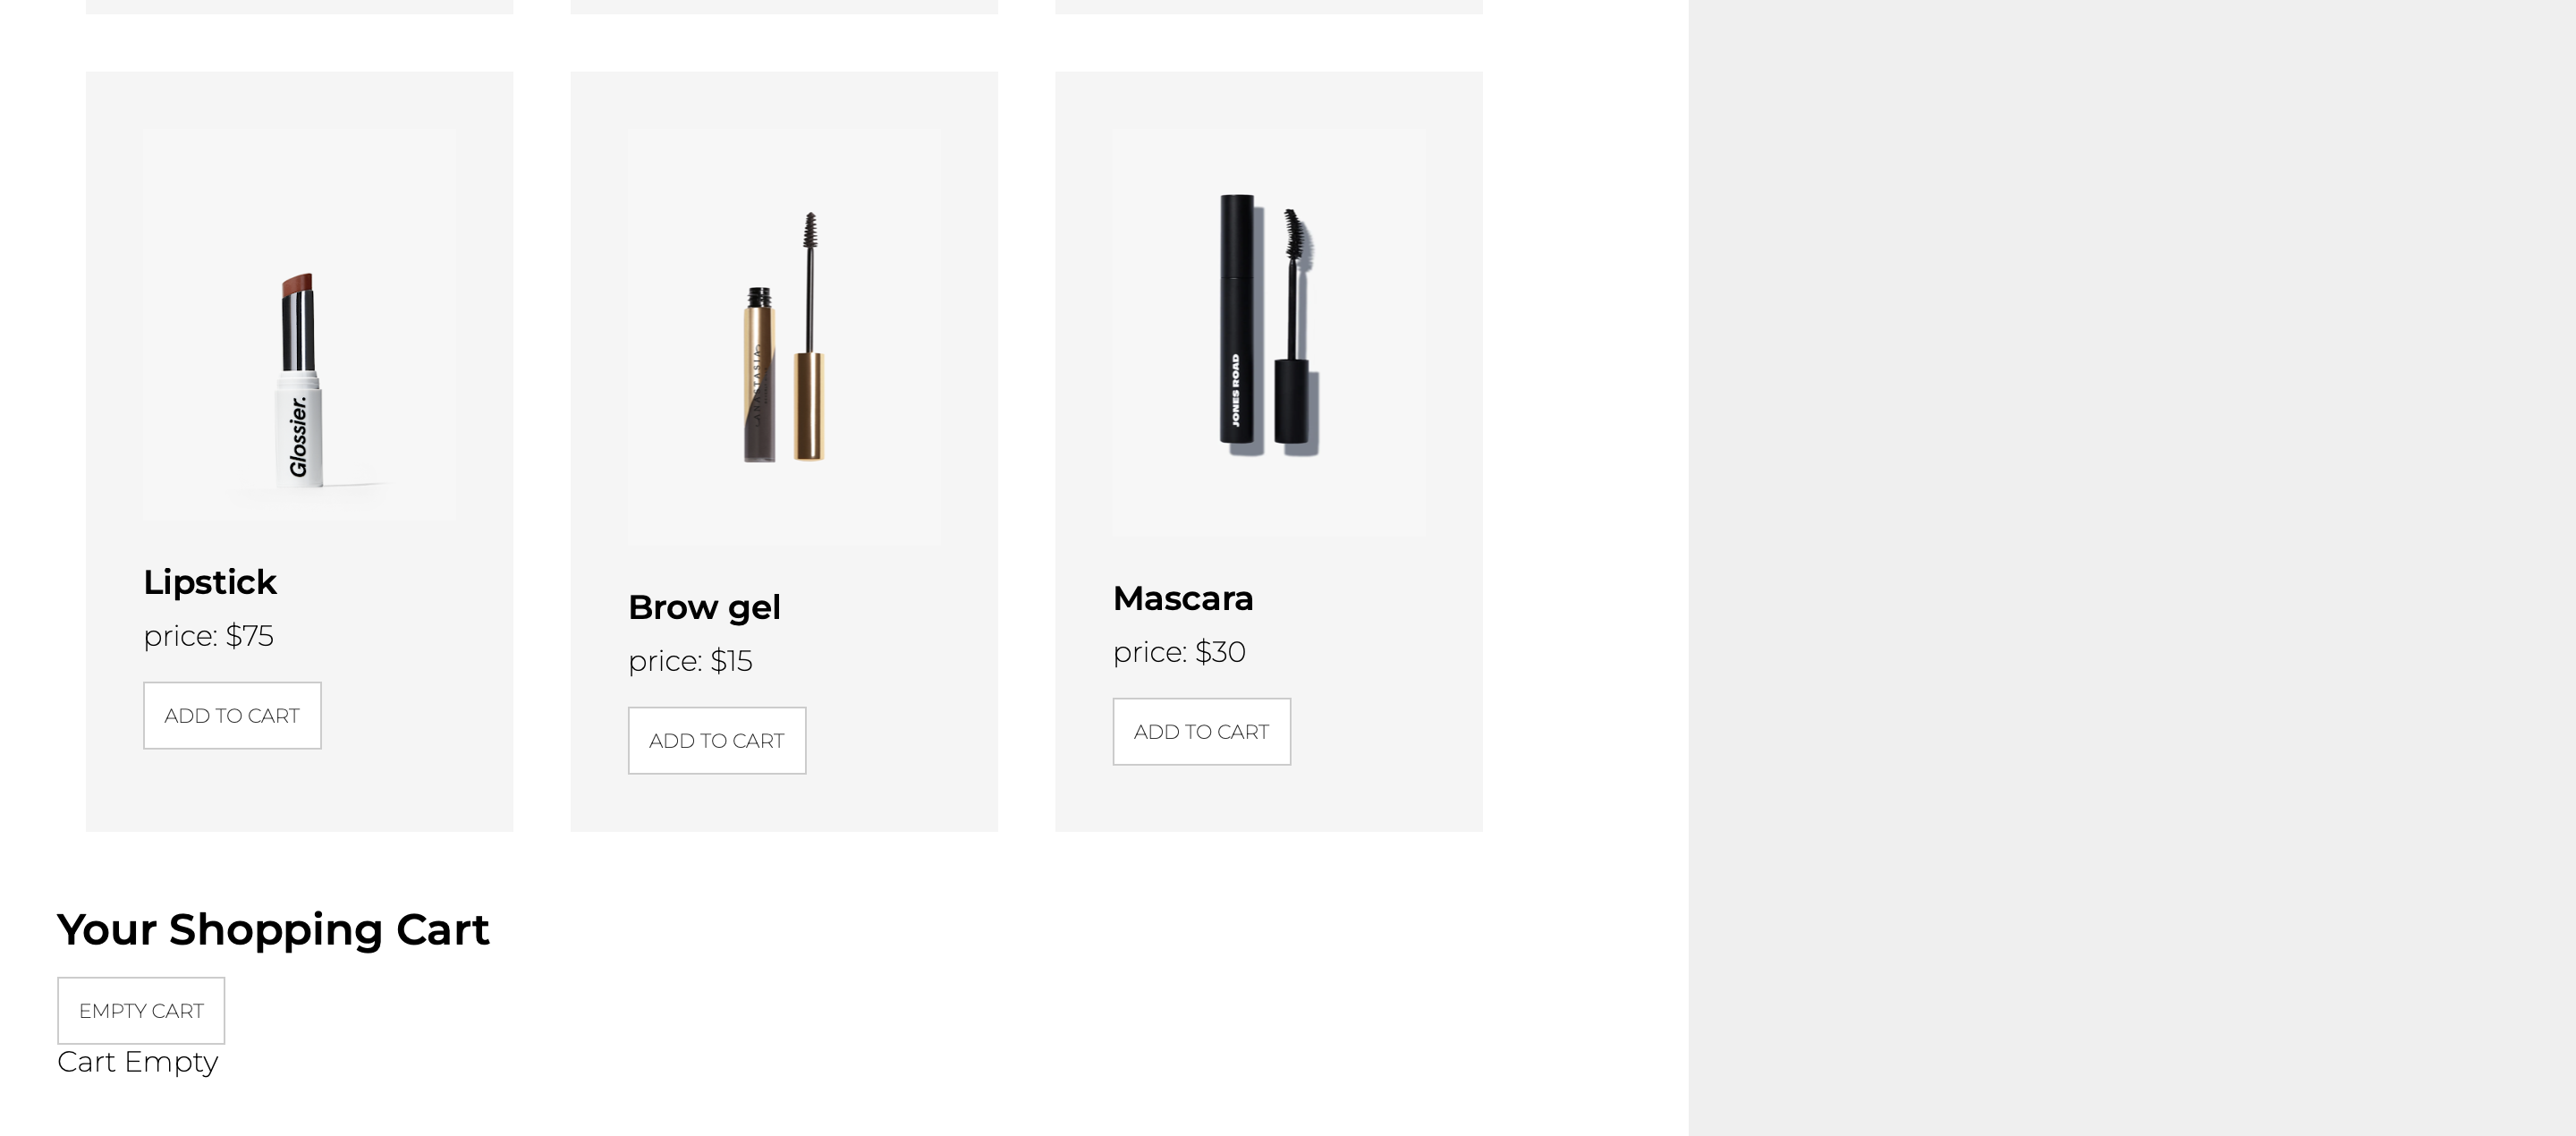 Glossier.
ANASTASIA
JONES ROAD
Lipstick
price: $75
ADD TO CART
Brow gel
price: $15
ADD TO CART
Mascara
price: $30
ADD TO CART
Your Shopping Cart
EMPTY CART
Cart Empty